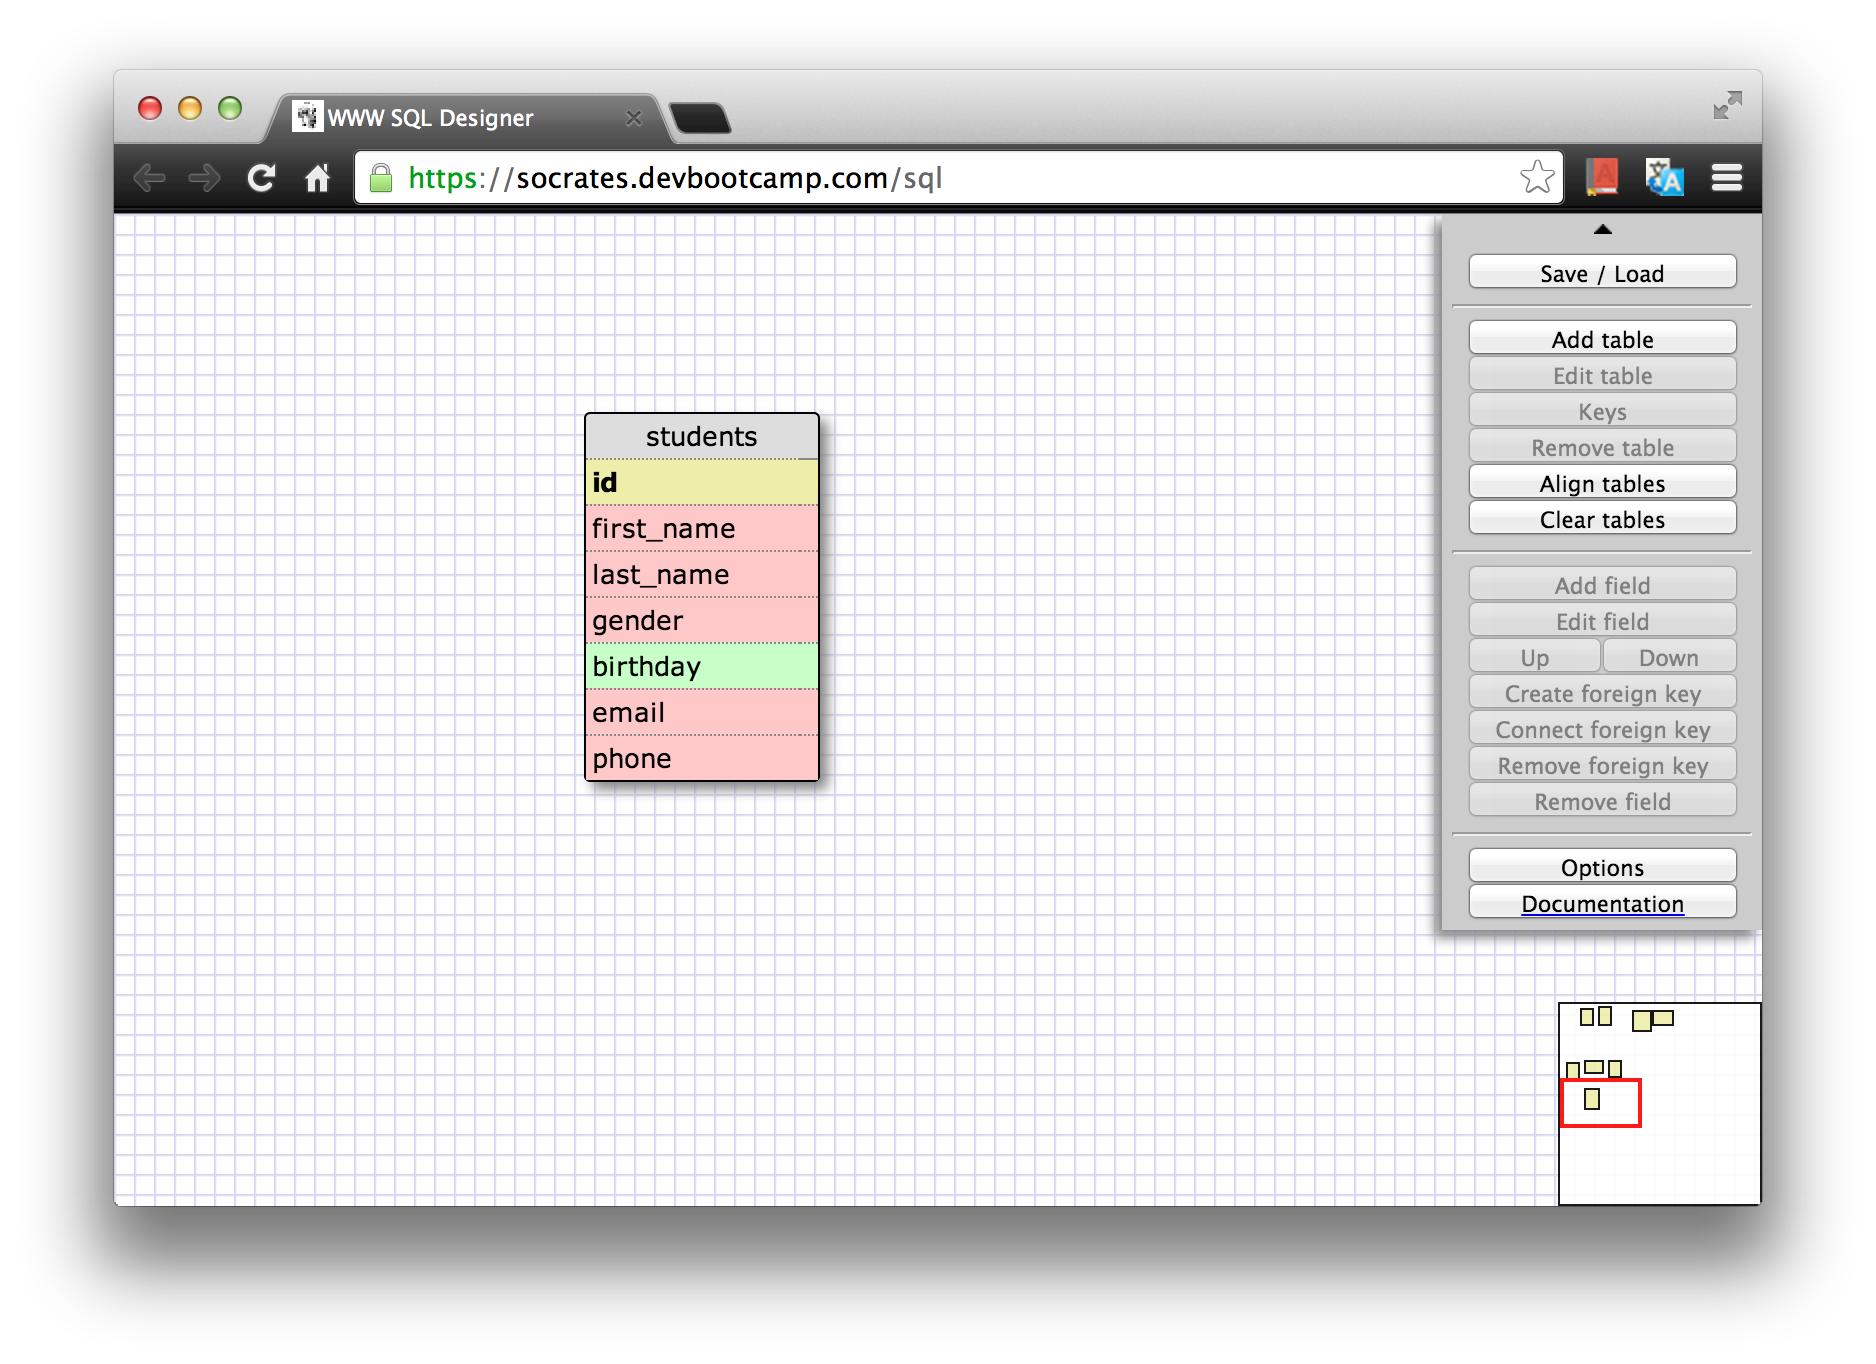 WWW SQL Designer
https://socrates.devbootcamp.com/sql
Save / Load
Add table
Edit table
Keys
Remove table
Align tables
Clear tables
Add field
Edit field
Up Down
Create foreign key
Connect foreign key
Remove foreign key
Remove field
Options
Documentation
students
id
first_name
last_name
gender
birthday
email
phone